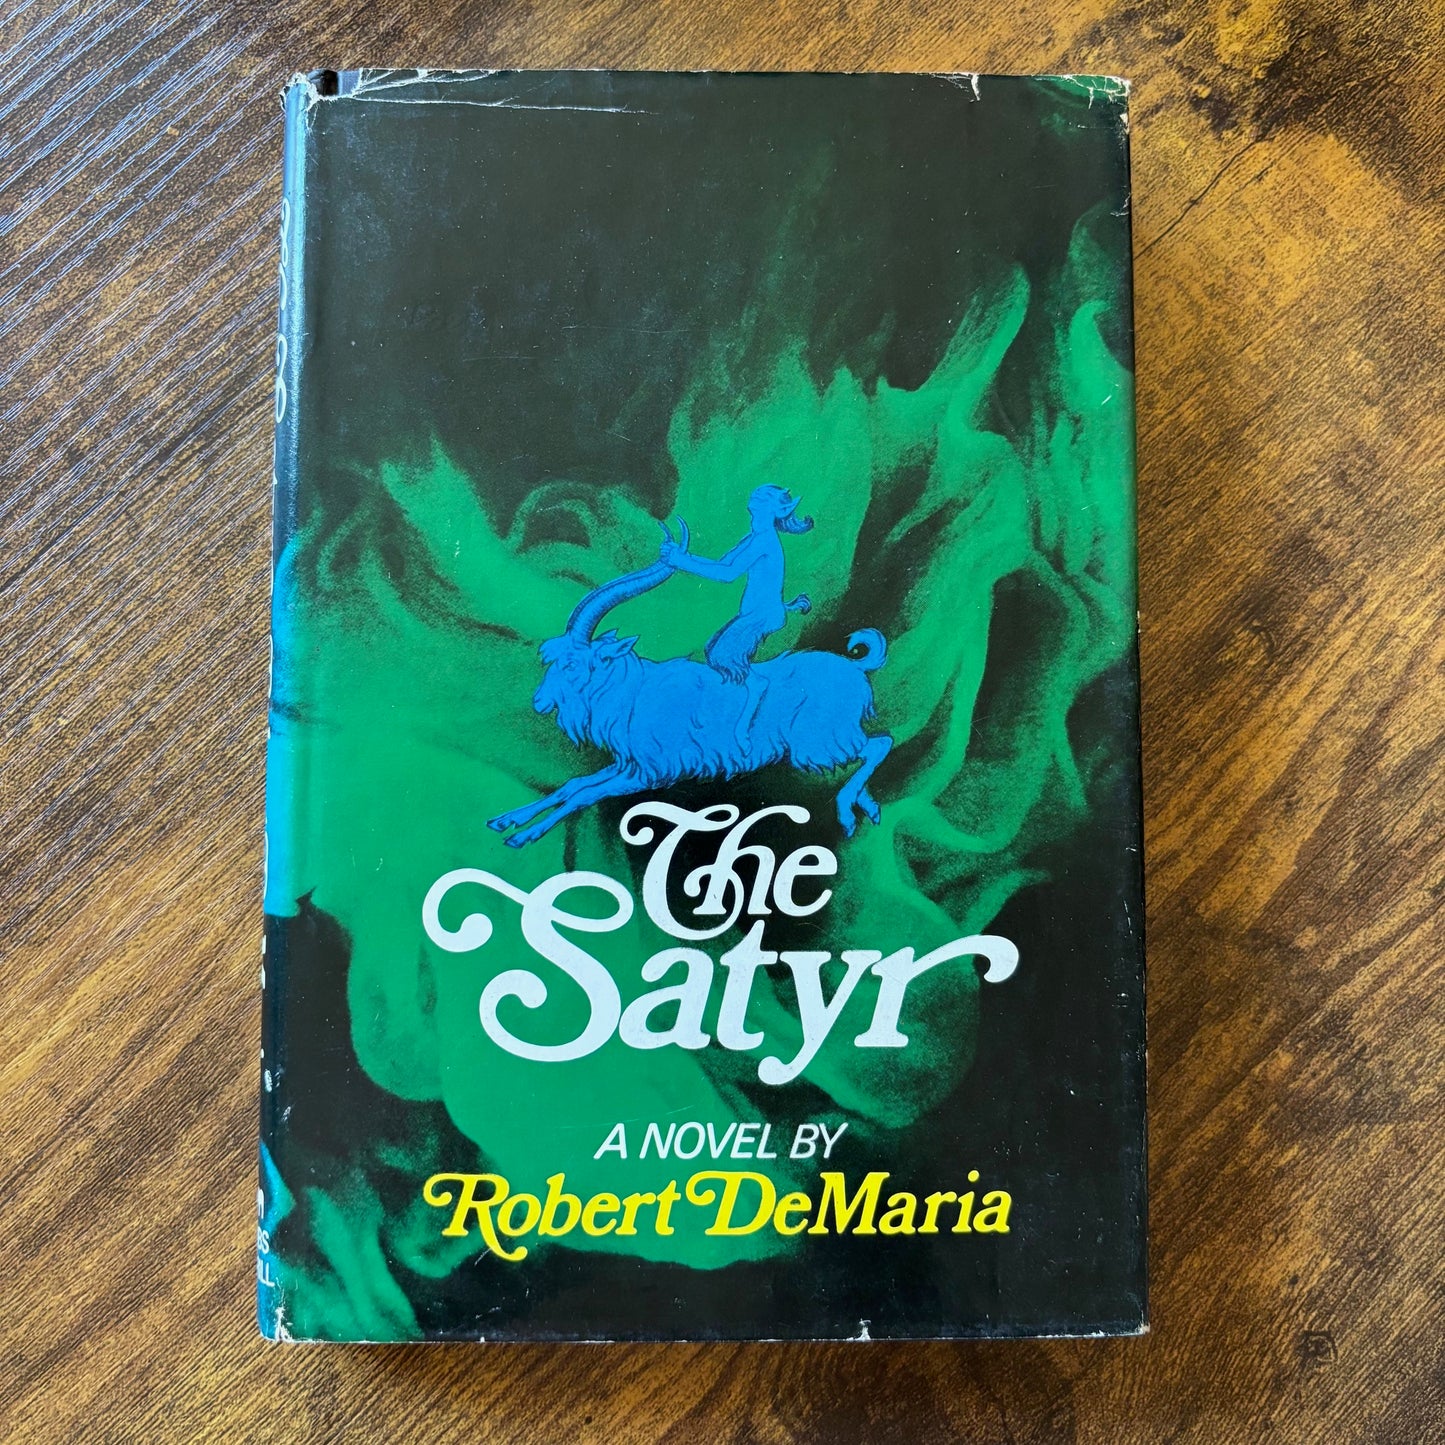 The
Satyr
A NOVEL BY
Robert DeMaria